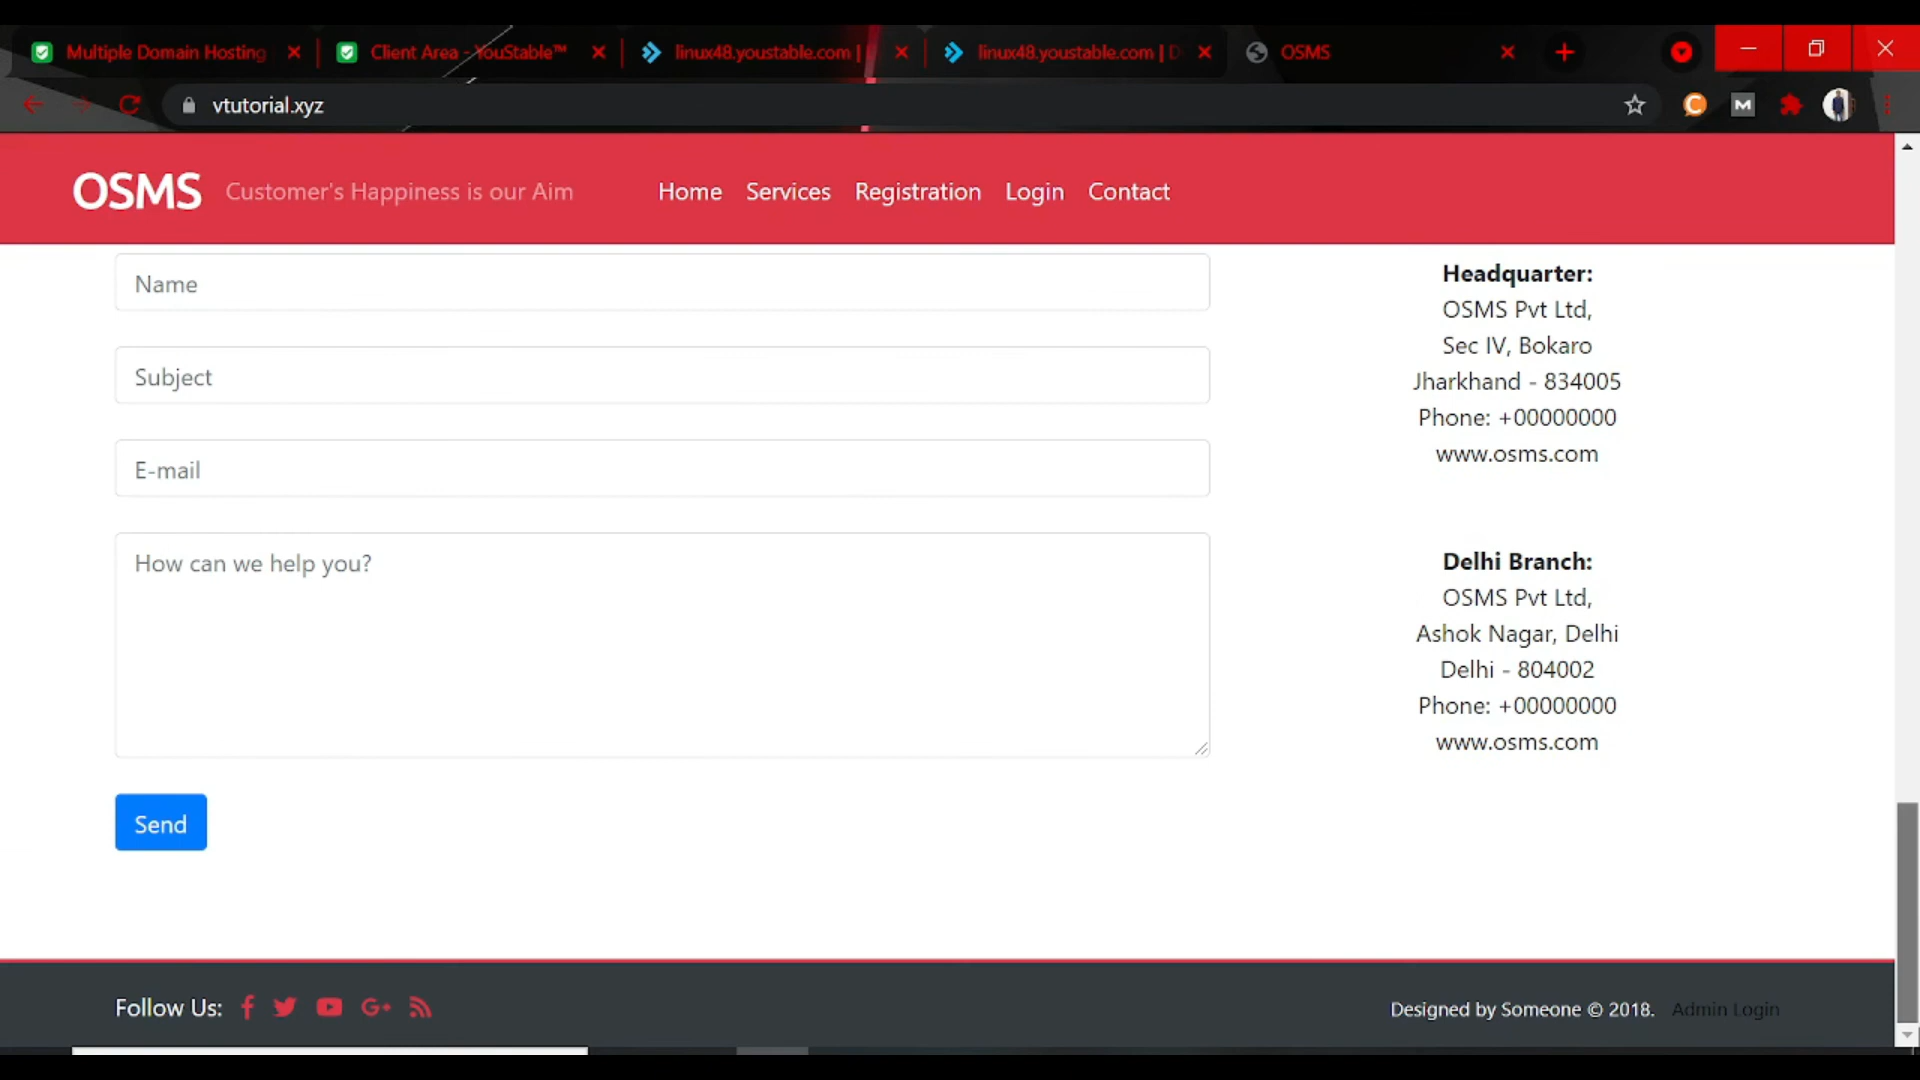 Multiple Domain Hosting
Client Area - YouStable™
linux48.youstable.com |
linux48.youstable.com | D
OSMS
vtutorial.xyz
OSMS Customer's Happiness is our Aim Home Services Registration Login Contact
Name
Subject
E-mail
How can we help you?
Send
Headquarter:
OSMS Pvt Ltd,
Sec IV, Bokaro
Jharkhand - 834005
Phone: +00000000
www.osms.com
Delhi Branch:
OSMS Pvt Ltd,
Ashok Nagar, Delhi
Delhi - 804002
Phone: +00000000
www.osms.com
Follow Us:
Designed by Someone © 2018. Admin Login